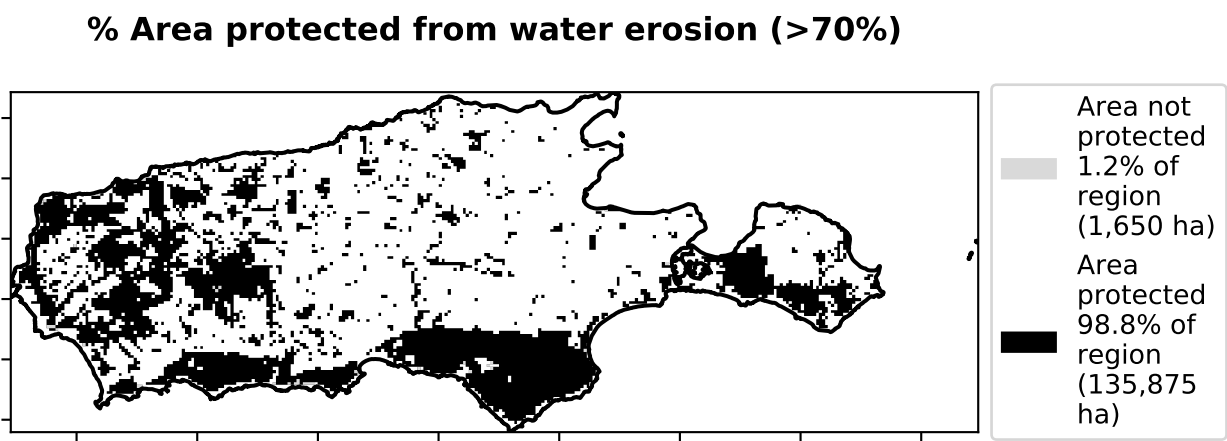 % Area protected from water erosion (>70%)
Area not
protected
1.2% of
region
(1,650 ha)
Area
protected
98.8% of
region
(135,875
ha)